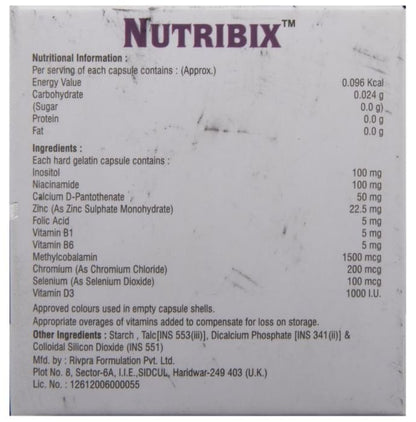 NUTRIBIX™
Nutritional Information :
Per serving of each capsule contains : (Approx.)
Energy Value 0.096 Kcal
Carbohydrate 0.024 g
(Sugar 0.0 g)
Protein 0.0 g
Fat 0.0 g
Ingredients :
Each hard gelatin capsule contains :
Inositol 100 mg
Niacinamide 100 mg
Calcium D-Pantothenate 50 mg
Zinc (As Zinc Sulphate Monohydrate) 22.5 mg
Folic Acid 5 mg
Vitamin B1 5 mg
Vitamin B6 5 mg
Methylcobalamin 1500 mcg
Chromium (As Chromium Chloride) 200 mcg
Selenium (As Selenium Dioxide) 100 mcg
Vitamin D3 1000 I.U.
Approved colours used in empty capsule shells.
Appropriate overages of vitamins added to compensate for loss on storage.
Other Ingredients : Starch , Talc[INS 553(iii)], Dicalcium Phosphate [INS 341(ii)] &
Colloidal Silicon Dioxide (INS 551)
Mfd. by : Rivpra Formulation Pvt. Ltd.
Plot No. 8, Sector-6A, I.I.E.,SIDCUL, Haridwar-249 403 (U.K.)
Lic. No. : 12612006000055